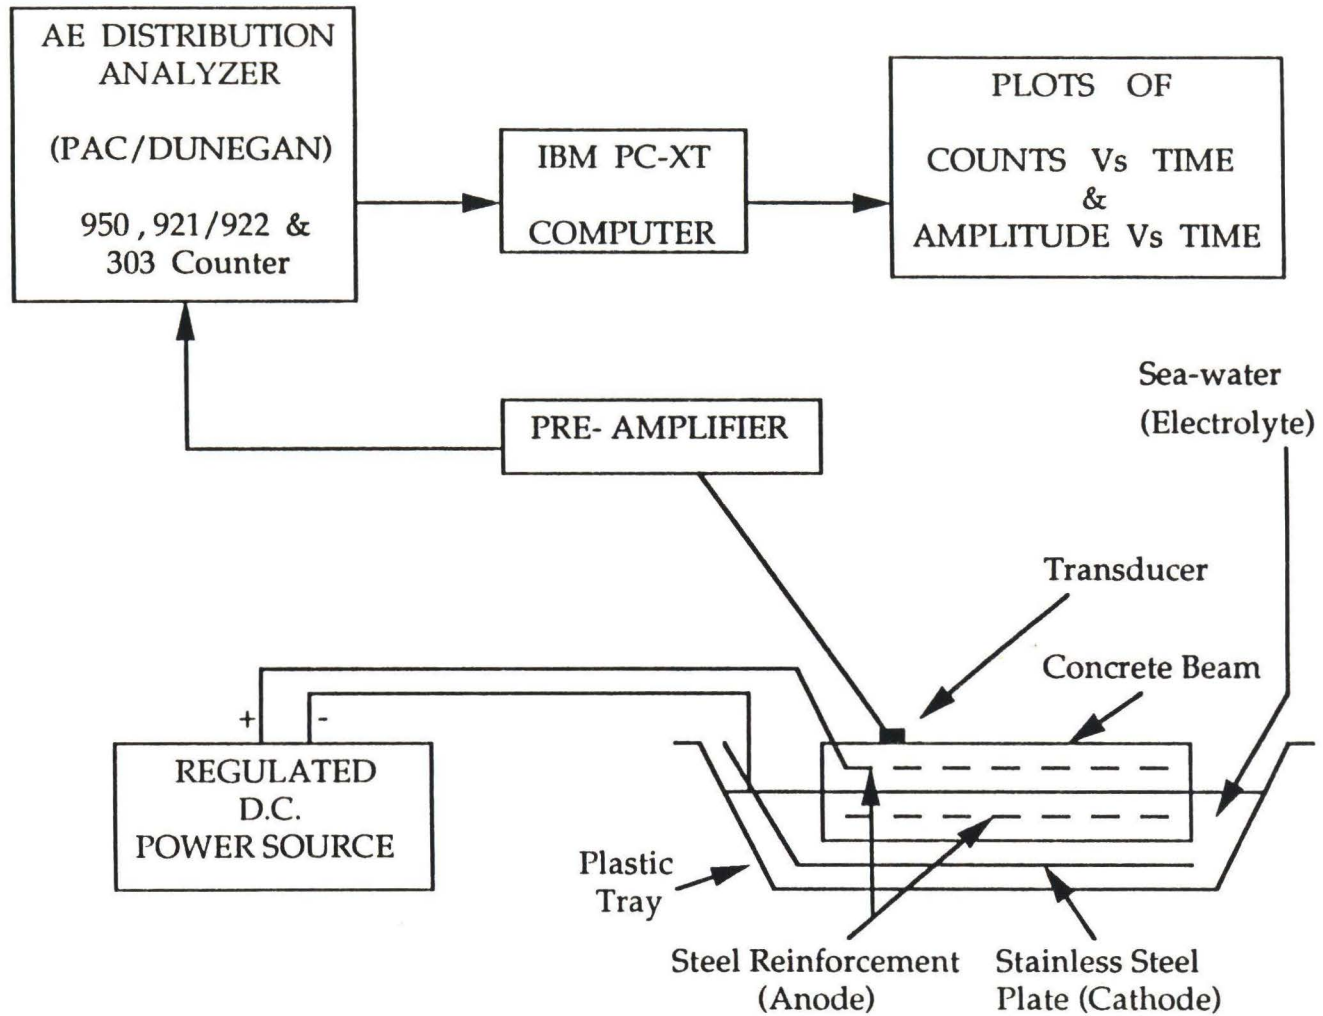 AE DISTRIBUTION
ANALYZER
(PAC/DUNEGAN)
950 , 921/922 &
303 Counter
IBM PC-XT
COMPUTER
PLOTS OF
COUNTS Vs TIME
&
AMPLITUDE Vs TIME
PRE- AMPLIFIER
Sea-water
(Electrolyte)
Transducer
Concrete Beam
+ -
REGULATED
D.C.
POWER SOURCE
Plastic
Tray
Steel Reinforcement
(Anode)
Stainless Steel
Plate (Cathode)